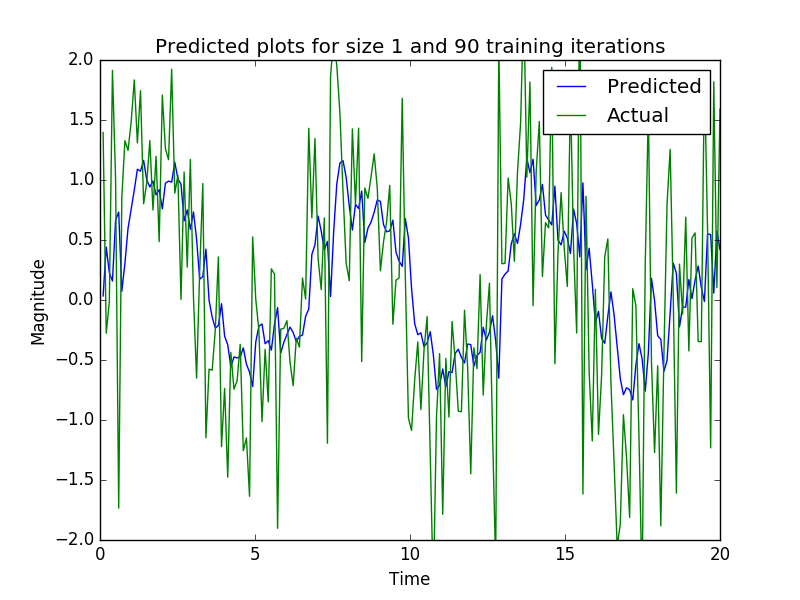 Predicted plots for size 1 and 90 training iterations
Predicted
Actual
2.0
1.5
1.0
0.5
0.0
−0.5
−1.0
−1.5
−2.0
Magnitude
0 5 10 15 20
Time